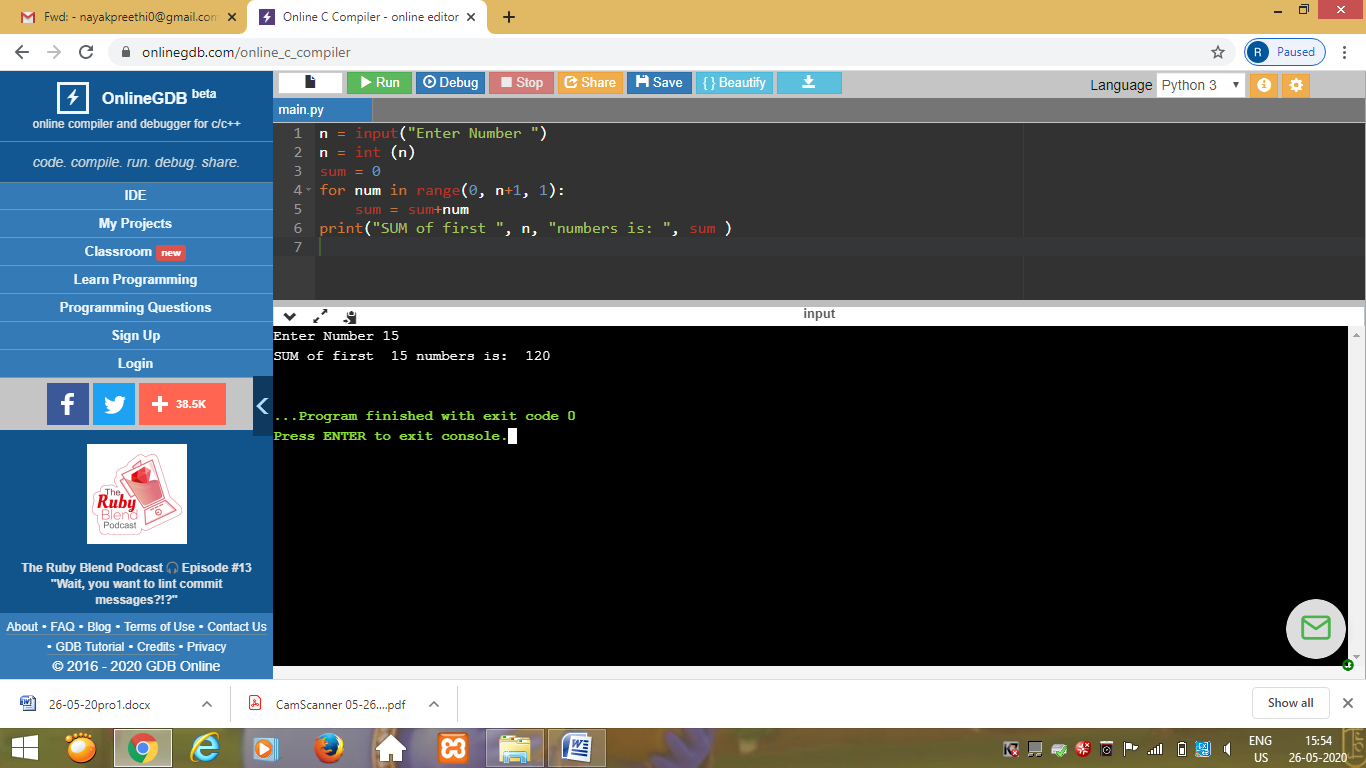 Fwd: - nayakpreethi0@gmail.con
Online C Compiler - online editor
onlinegdb.com/online_c_compiler
R Paused
OnlineGDB beta
online compiler and debugger for c/c++
code. compile. run. debug. share.
IDE
My Projects
Classroom new
Learn Programming
Programming Questions
Sign Up
Login
38.5K
The
Ruby
Blend
Podcast
The Ruby Blend Podcast 🎧 Episode #13
"Wait, you want to lint commit
messages?!?"
About • FAQ • Blog • Terms of Use • Contact Us
• GDB Tutorial • Credits • Privacy
© 2016 - 2020 GDB Online
Run Debug Stop Share Save { } Beautify
Language Python 3
main.py
1 n = input("Enter Number ")
2 n = int (n)
3 sum = 0
4 for num in range(0, n+1, 1):
5     sum = sum+num
6 print("SUM of first ", n, "numbers is: ", sum )
7
input
Enter Number 15
SUM of first  15 numbers is:  120
...Program finished with exit code 0
Press ENTER to exit console.
26-05-20pro1.docx
CamScanner 05-26....pdf
Show all
ENG
US
15:54
26-05-2020